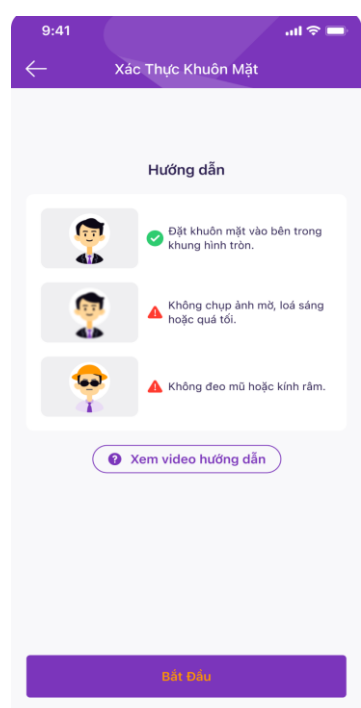 9:41
Xác Thực Khuôn Mặt
Hướng dẫn
Đặt khuôn mặt vào bên trong
khung hình tròn.
Không chụp ảnh mờ, loá sáng
hoặc quá tối.
Không đeo mũ hoặc kính râm.
Xem video hướng dẫn
Bắt Đầu